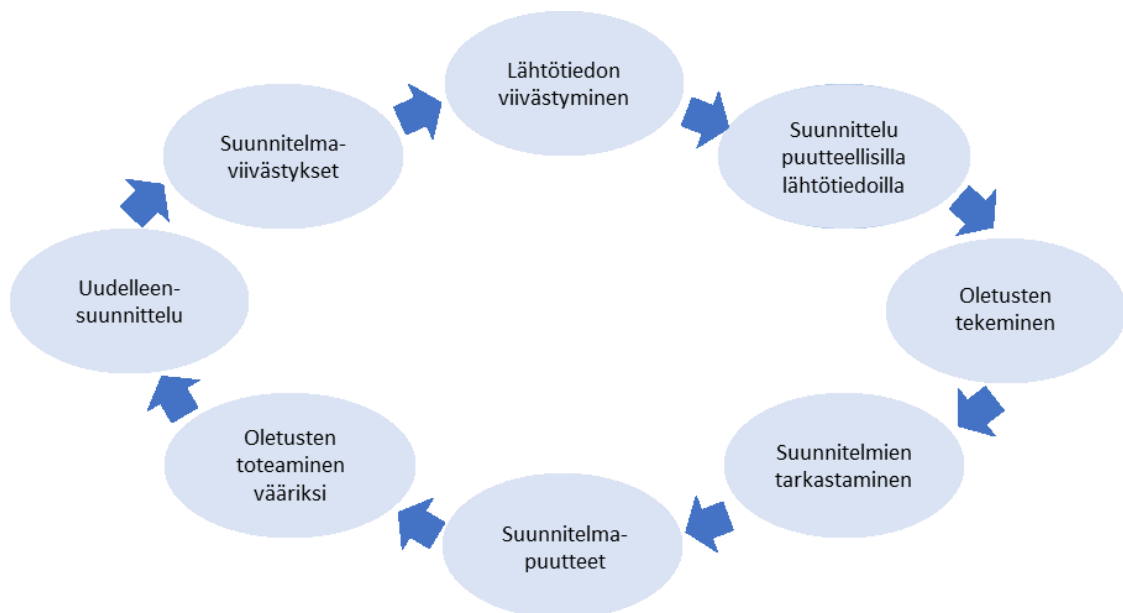 Lähtötiedon
viivästyminen
Suunnittelu
puutteellisilla
lähtötiedoilla
Oletusten
tekeminen
Suunnitelmien
tarkastaminen
Suunnitelma-
puutteet
Oletusten
toteaminen
vääriksi
Uudelleen-
suunnittelu
Suunnitelma-
viivästykset